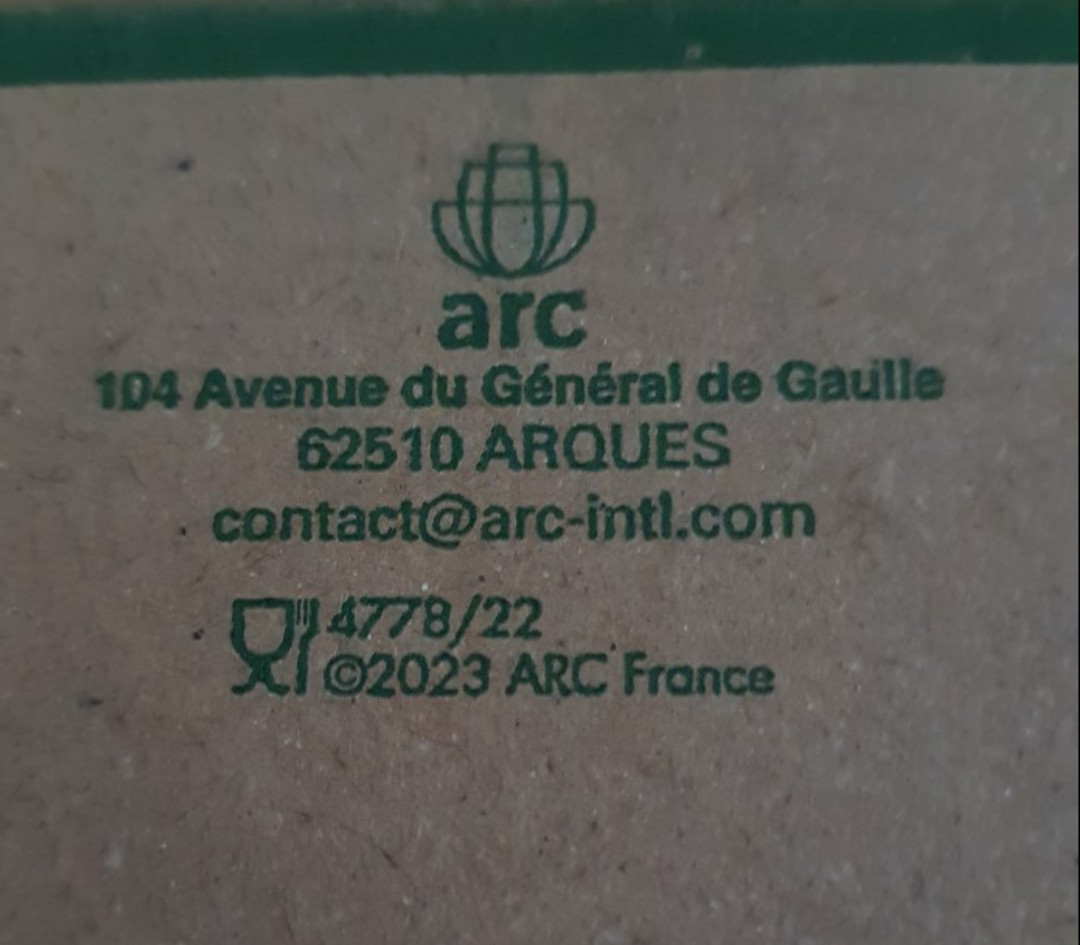 arc
104 Avenue du Général de Gaulle
62510 ARQUES
contact@arc-intl.com
4778/22
©2023 ARC France